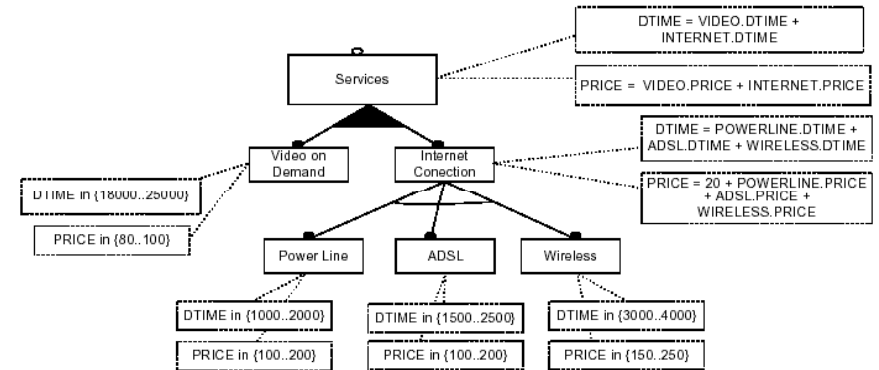 DTIME = VIDEO.DTIME +
INTERNET.DTIME
Services
PRICE = VIDEO.PRICE + INTERNET.PRICE
DTIME = POWERLINE.DTIME +
ADSL.DTIME + WIRELESS.DTIME
Video on
Demand
Internet
Conection
DTIME in {18000..25000}
PRICE = 20 + POWERLINE.PRICE
+ ADSL.PRICE +
WIRELESS.PRICE
PRICE in {80..100}
Power Line
ADSL
Wireless
DTIME in {1000..2000}
DTIME in {1500..2500}
DTIME in {3000..4000}
PRICE in {100..200}
PRICE in {100..200}
PRICE in {150..250}